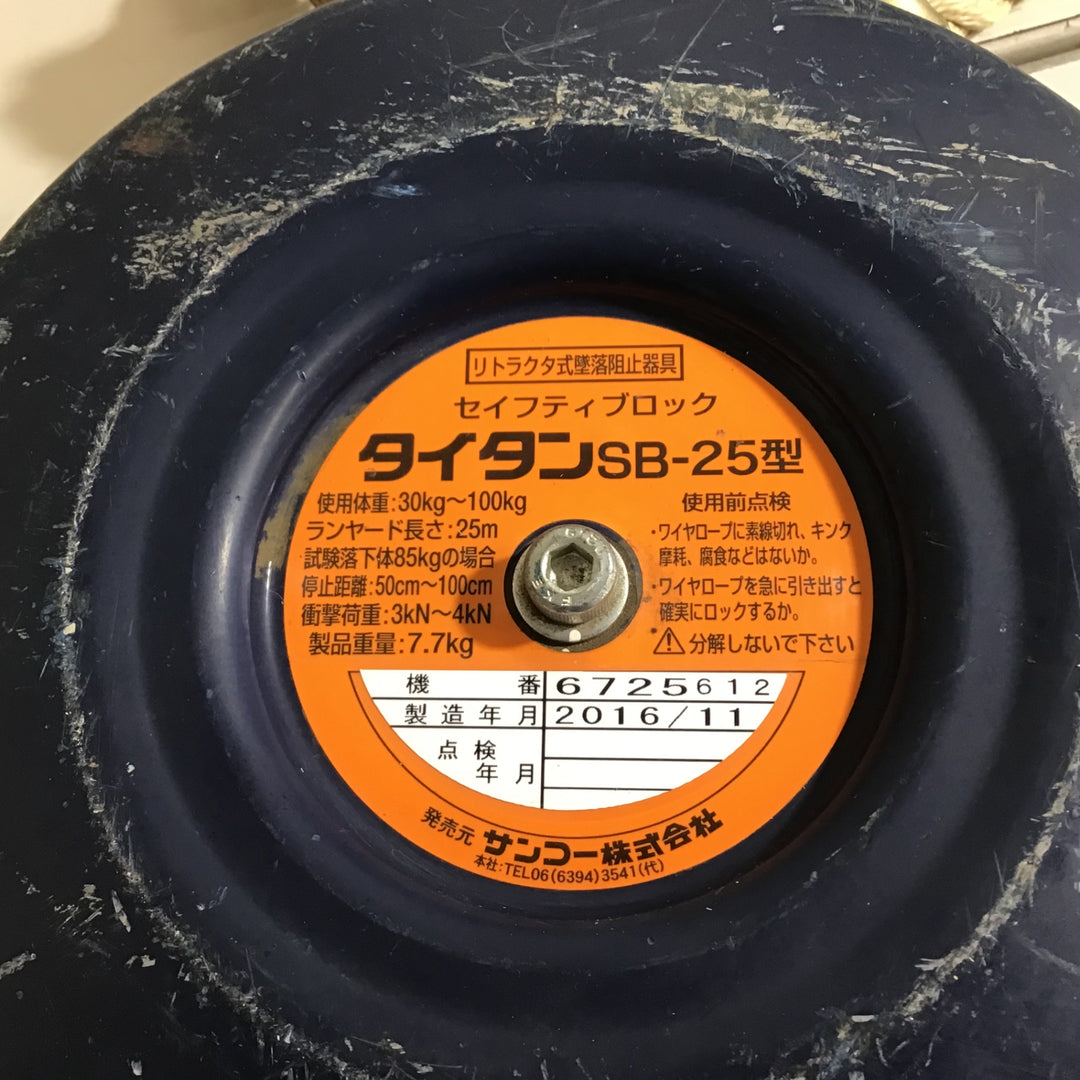 リトラクタ式墜落阻止器具
セイフティブロック
タイタンSB-25型
使用体重:30kg〜100kg
ランヤード長さ:25m
試験落下体85kgの場合
停止距離:50cm〜100cm
衝撃荷重:3kN〜4kN
製品重量:7.7kg
使用前点検
・ワイヤロープに素線切れ、キンク
摩耗、腐食などはないか。
・ワイヤロープを急に引き出すと
確実にロックするか。
・⚠分解しないで下さい
機番 6725612
製造年月 2016/11
点検
年月
発売元 サンコー株式会社
本社:TEL06(6394)3541(代)